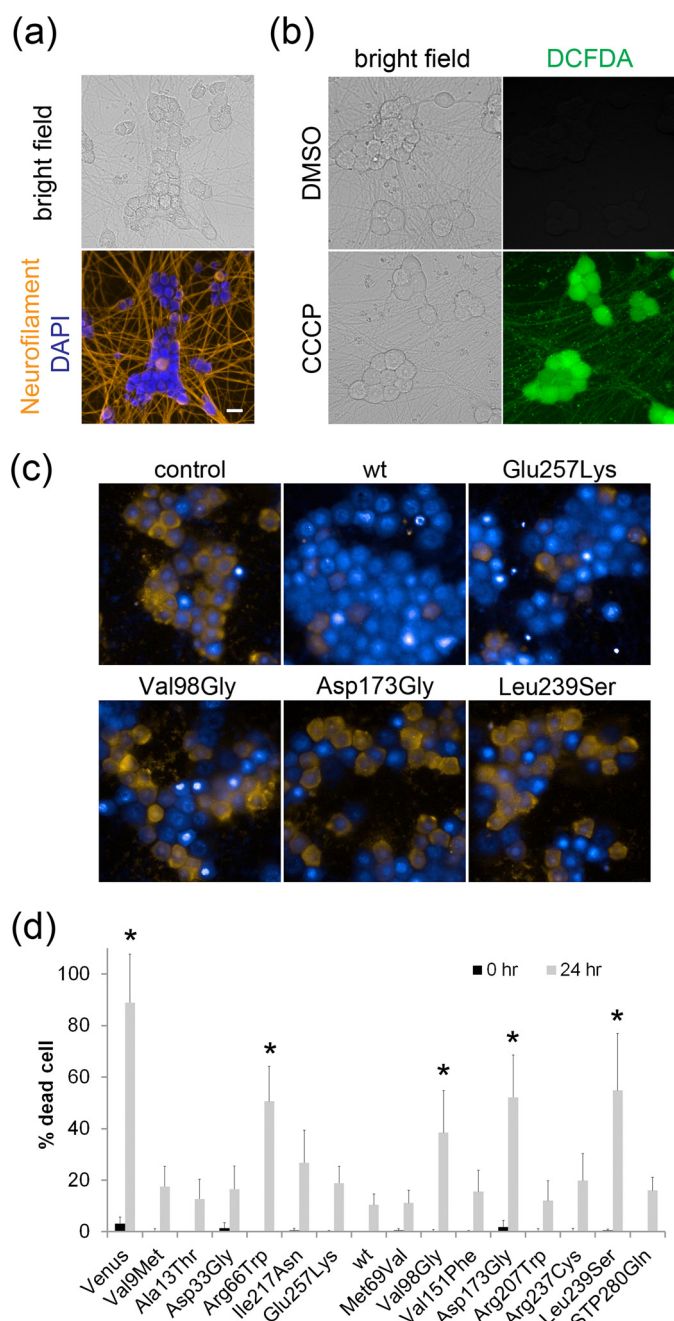 (a)
bright field
Neurofilament
DAPI
(b)
bright field
DCFDA
DMSO
CCCP
(c)
control
wt
Glu257Lys
Val98Gly
Asp173Gly
Leu239Ser
(d)
% dead cell
100
80
60
40
20
0
0 hr
24 hr
*
*
*
*
*
Venus
Val9Met
Ala13Thr
Asp33Gly
Arg66Trp
Ile217Asn
Glu257Lys
wt
Met69Val
Val98Gly
Val151Phe
Asp173Gly
Arg207Trp
Arg237Cys
Leu239Ser
STP280Gln